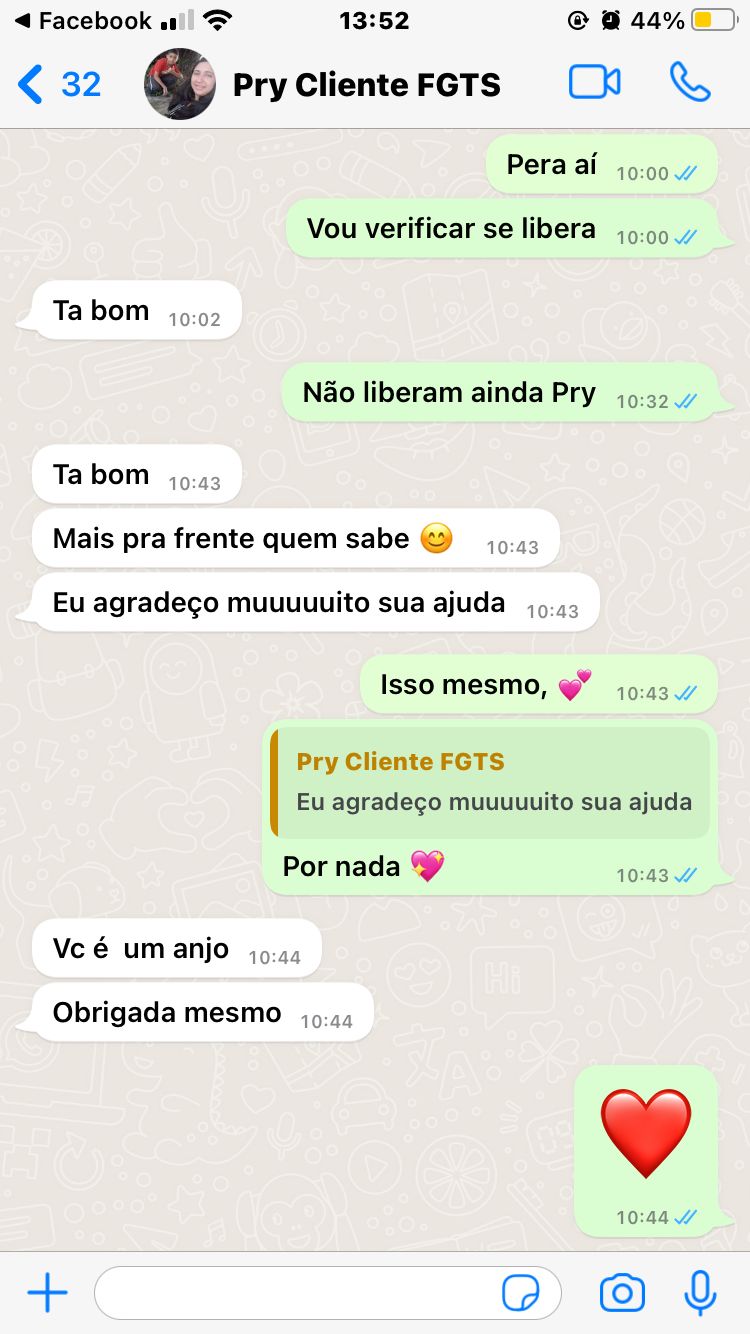 Facebook 13:52 44%
32 Pry Cliente FGTS
Pera aí 10:00
Vou verificar se libera 10:00
Ta bom 10:02
Não liberam ainda Pry 10:32
Ta bom 10:43
Mais pra frente quem sabe 😊 10:43
Eu agradeço muuuuuito sua ajuda 10:43
Isso mesmo, 💕 10:43
Pry Cliente FGTS
Eu agradeço muuuuuito sua ajuda
Por nada 💖 10:43
Vc é  um anjo 10:44
Obrigada mesmo 10:44
❤️
10:44